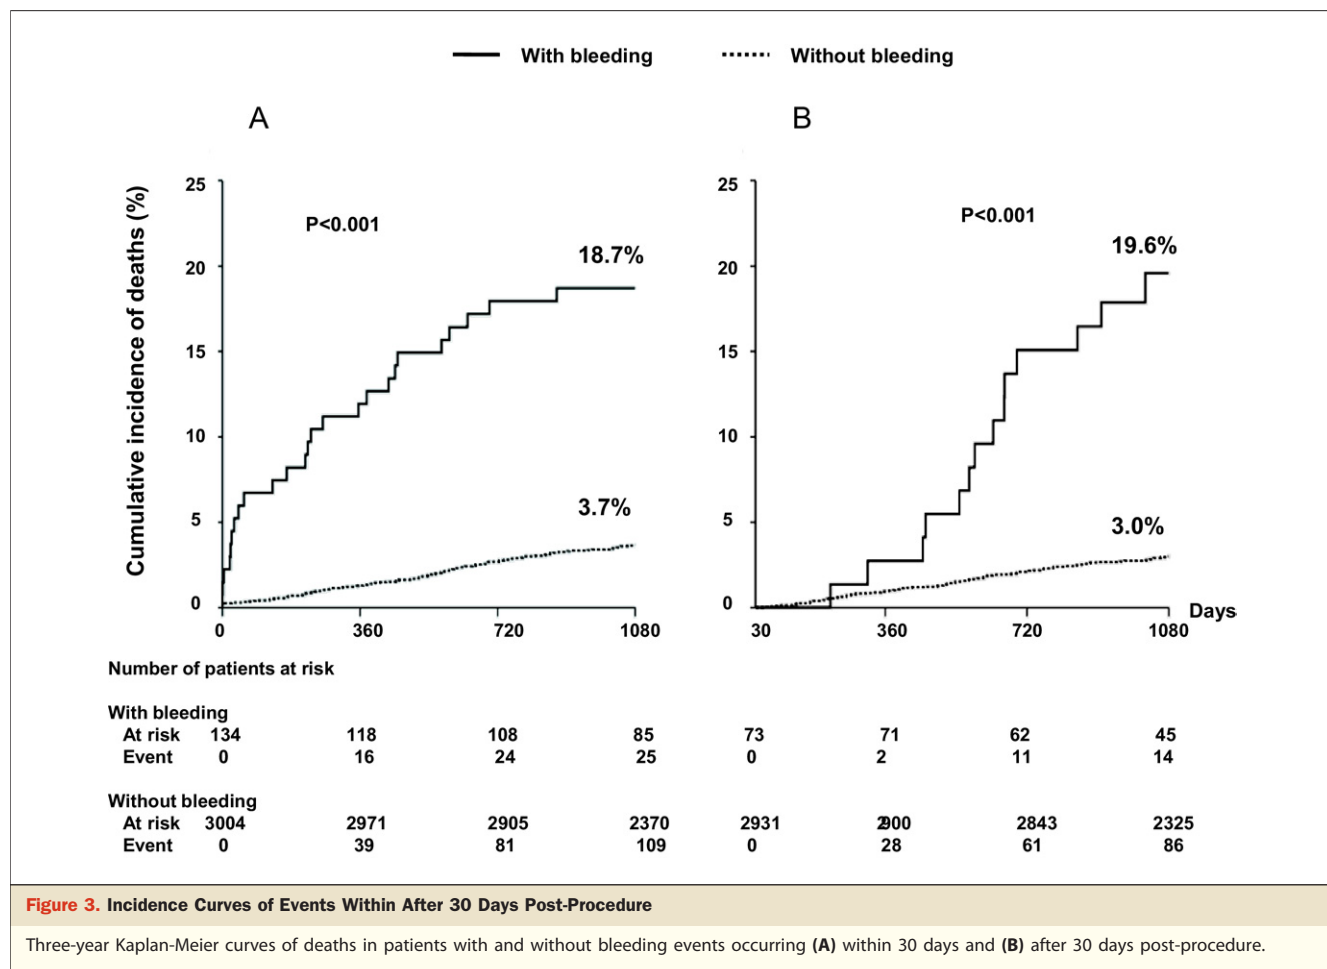 With bleeding Without bleeding
A B
Cumulative incidence of deaths (%)
25 25
P<0.001 P<0.001
18.7% 19.6%
20 20
15 15
10 10
3.7% 3.0%
5 5
0 0
0 360 720 1080 30 360 720 1080 Days
Number of patients at risk
With bleeding
At risk 134 118 108 85 73 71 62 45
Event 0 16 24 25 0 2 11 14
Without bleeding
At risk 3004 2971 2905 2370 2931 2900 2843 2325
Event 0 39 81 109 0 28 61 86
Figure 3. Incidence Curves of Events Within After 30 Days Post-Procedure
Three-year Kaplan-Meier curves of deaths in patients with and without bleeding events occurring (A) within 30 days and (B) after 30 days post-procedure.